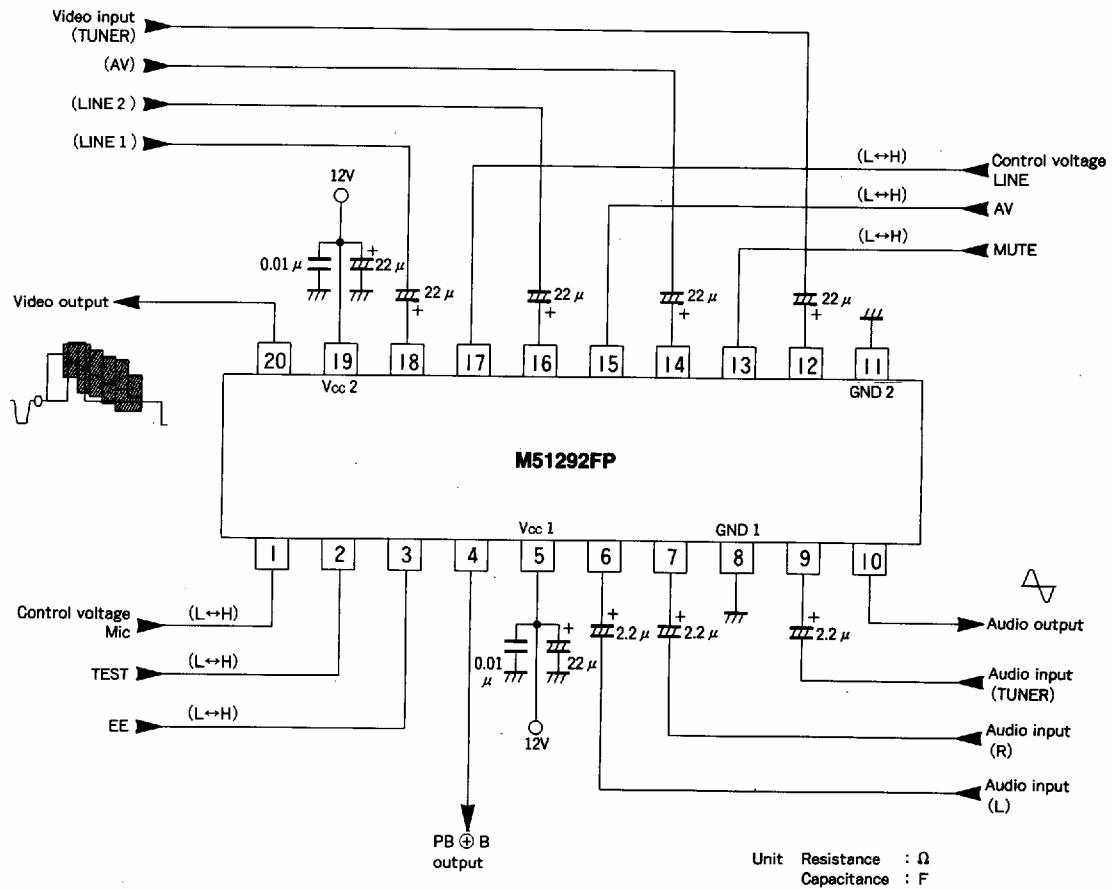 Video input
(TUNER)
(AV)
(LINE 2)
(LINE 1)
(L↔H)
Control voltage
LINE
12V
(L↔H)
AV
(L↔H)
MUTE
0.01 μ
+
22 μ
22 μ
+
22 μ
+
22 μ
+
22 μ
+
Video output
20
19
18
17
16
15
14
13
12
11
Vcc 2
GND 2
M51292FP
Vcc 1
GND 1
1
2
3
4
5
6
7
8
9
10
Control voltage
Mic
(L↔H)
TEST
(L↔H)
EE
(L↔H)
0.01
μ
+
22 μ
12V
+
2.2 μ
+
2.2 μ
+
2.2 μ
Audio output
Audio input
(TUNER)
Audio input
(R)
Audio input
(L)
PB ⊕ B
output
Unit Resistance : Ω
Capacitance : F